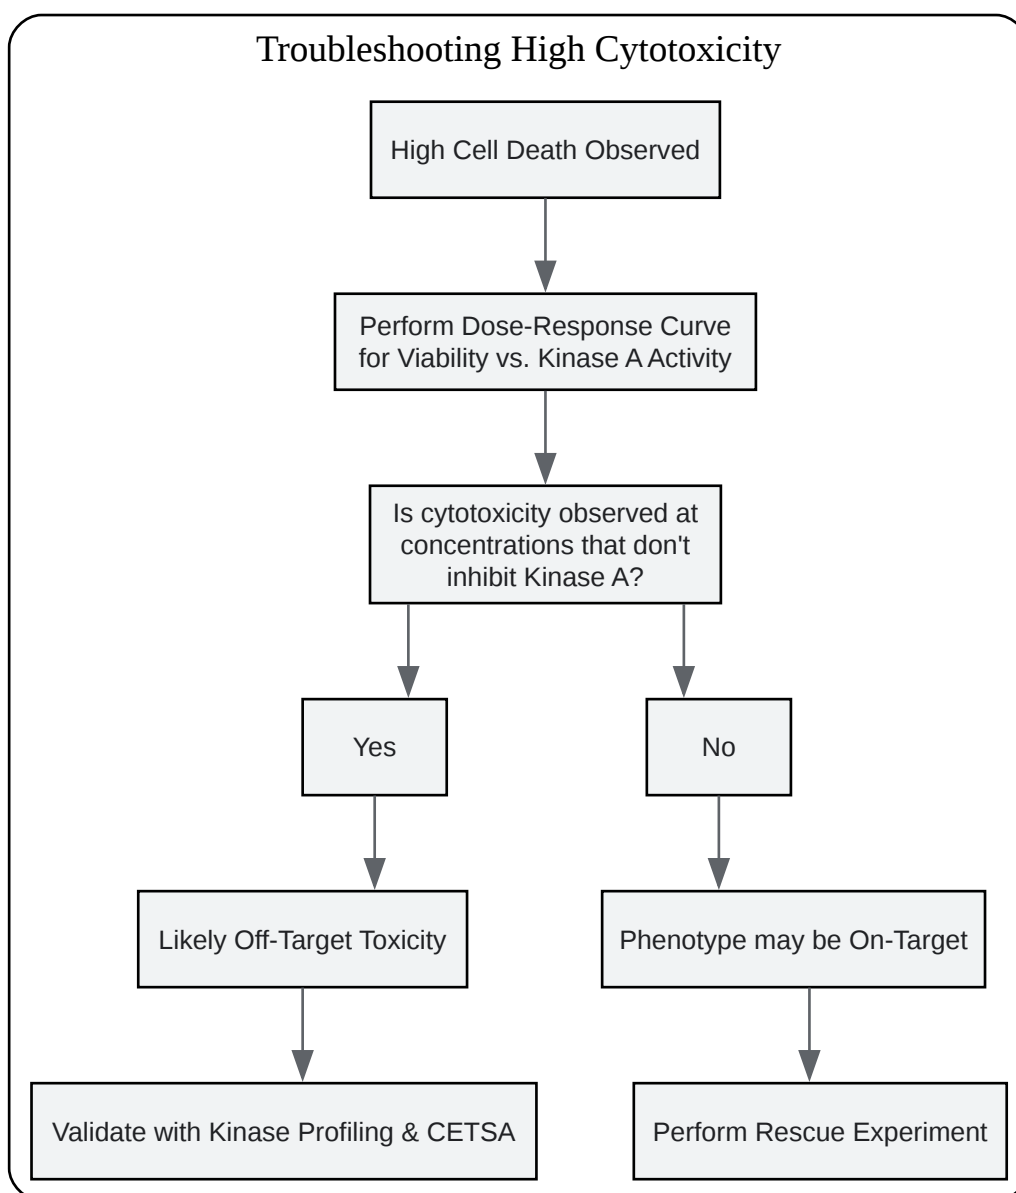 Troubleshooting High Cytotoxicity
High Cell Death Observed
Perform Dose-Response Curve
for Viability vs. Kinase A Activity
Is cytotoxicity observed at
concentrations that don't
inhibit Kinase A?
Yes
No
Likely Off-Target Toxicity
Phenotype may be On-Target
Validate with Kinase Profiling & CETSA
Perform Rescue Experiment